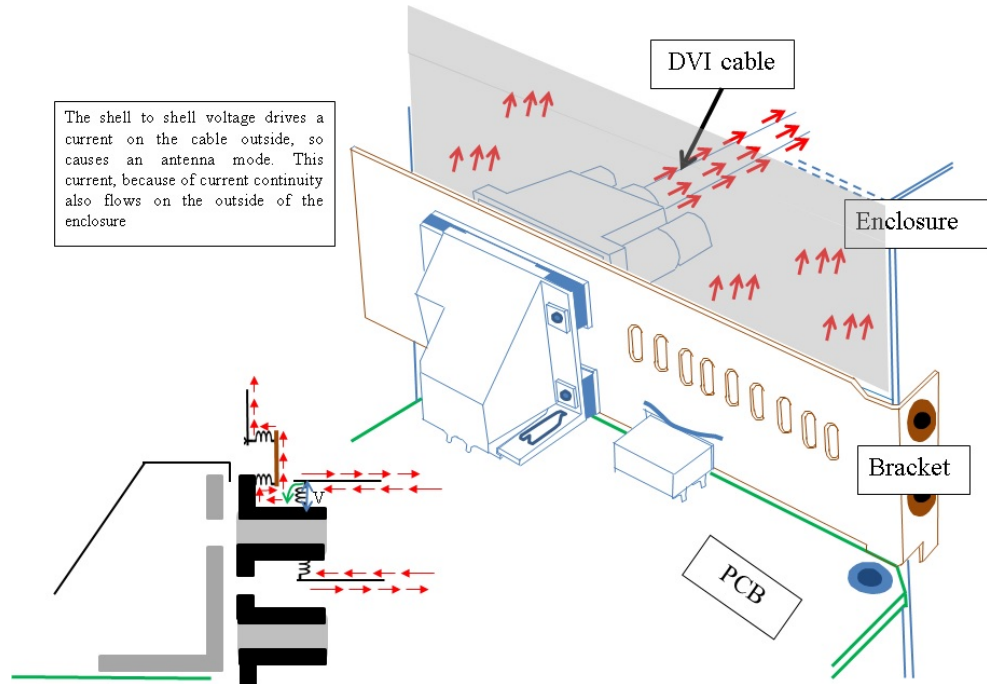 DVI cable
The shell to shell voltage drives a
current on the cable outside, so
causes an antenna mode. This
current, because of current continuity
also flows on the outside of the
enclosure
Enclosure
Bracket
V
PCB